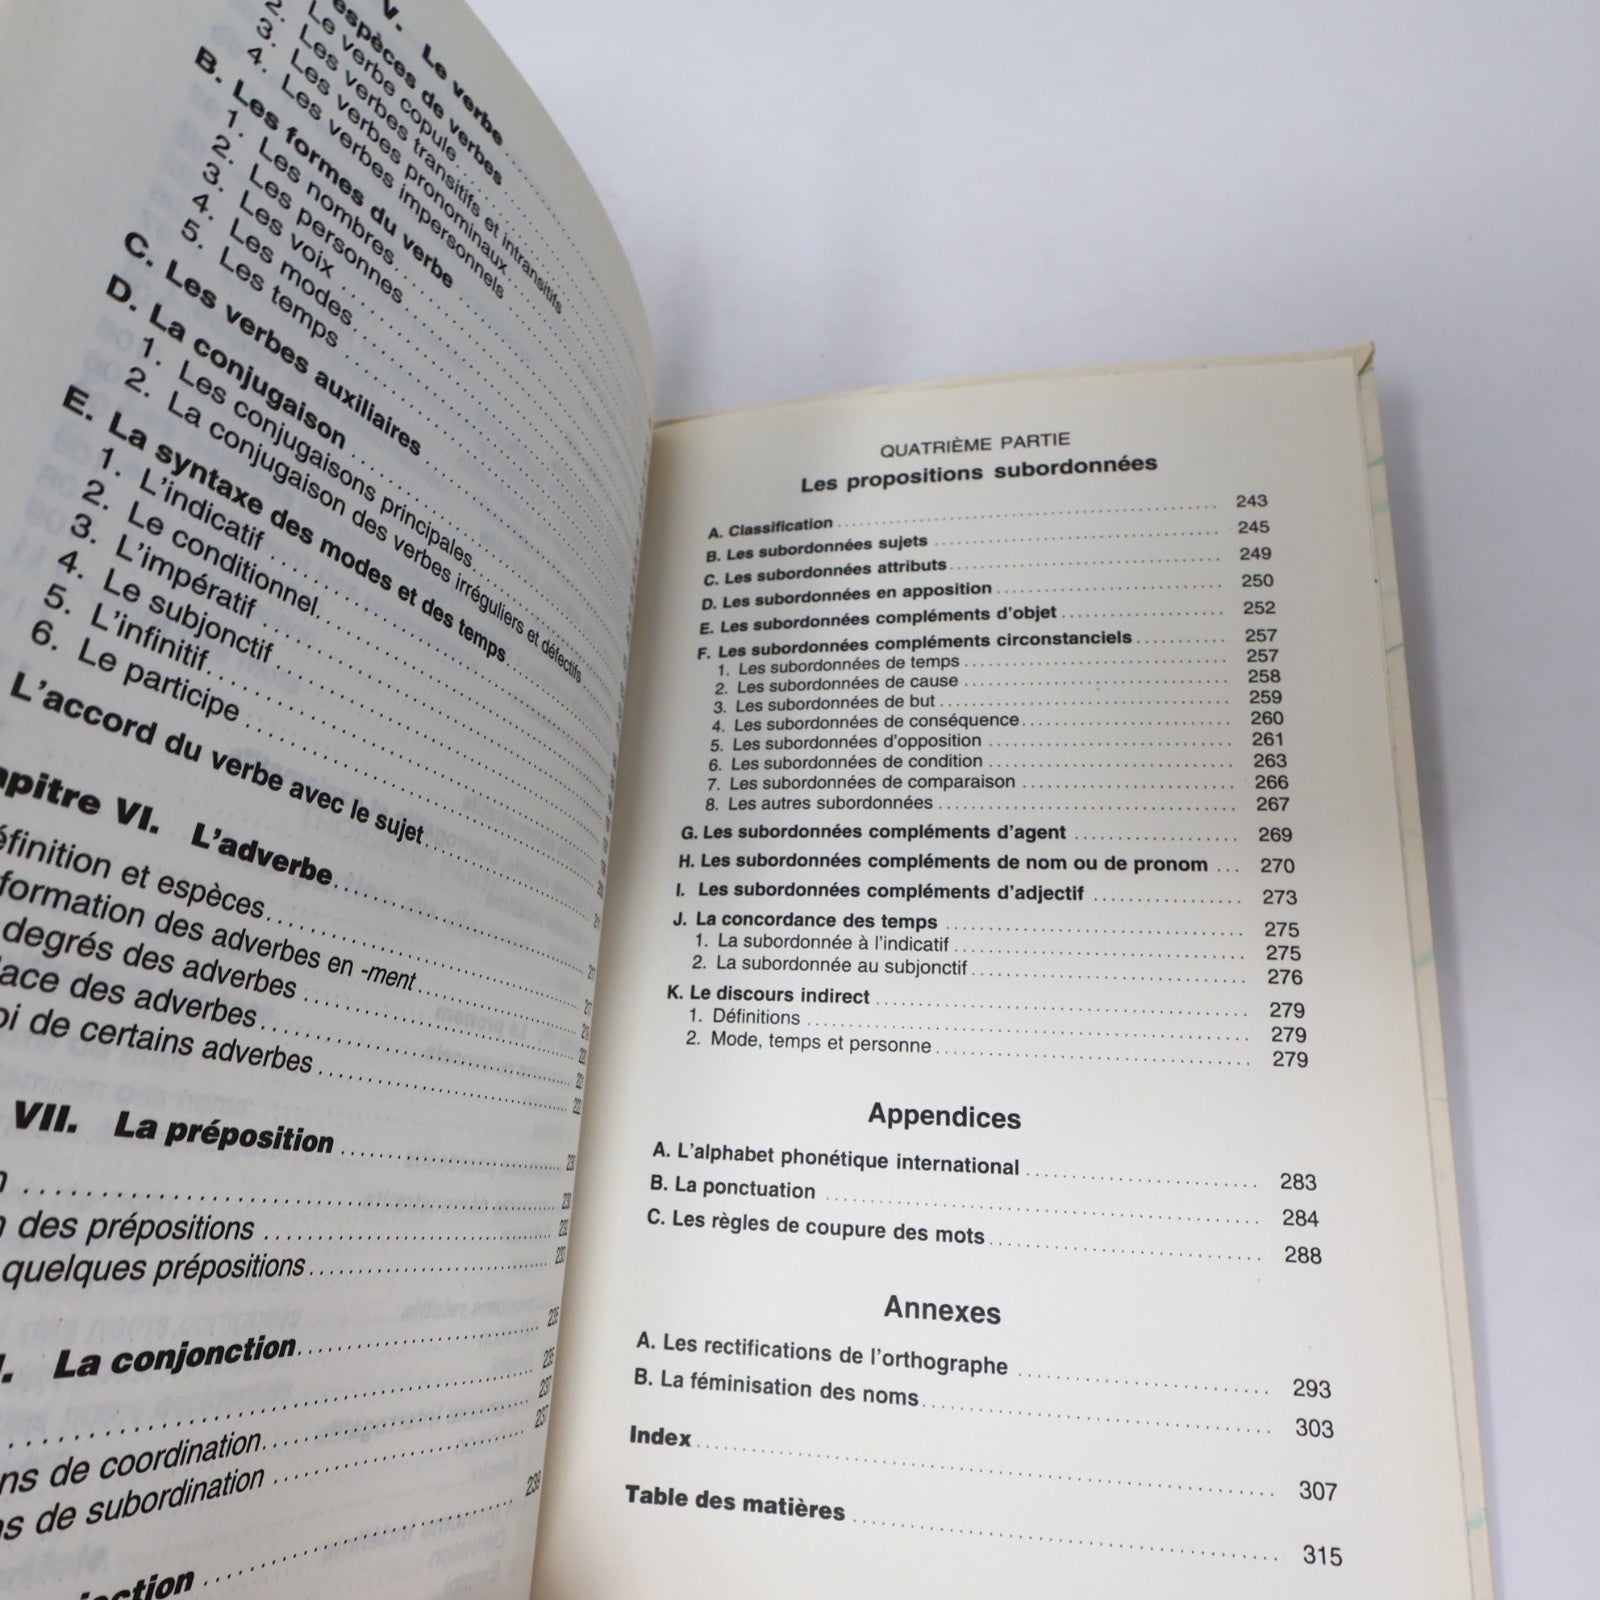 V. Le verbe
espèces de verbes
2. Le verbe copule
3. Les verbes transitifs et intransitifs
4. Les verbes pronominaux
Les verbes impersonnels
B. Les formes du verbe
1. Les nombres
2. Les personnes
3. Les voix
4. Les modes
5. Les temps
C. Les verbes auxiliaires
D. La conjugaison
1. Les conjugaisons principales
2. La conjugaison des verbes irréguliers et défectifs
E. La syntaxe des modes et des temps
1. L'indicatif
2. Le conditionnel
3. L'impératif
4. Le subjonctif
5. L'infinitif
6. Le participe
L'accord du verbe avec le sujet
apitre VI. L'adverbe
éfinition et espèces
formation des adverbes en -ment
degrés des adverbes
lace des adverbes 221
oi de certains adverbes 222
VII. La préposition 230
n 230
n des prépositions 232
quelques prépositions 233
I. La conjonction 235
235
ns de coordination 237
ns de subordination 237
jection 239
QUATRIÈME PARTIE
Les propositions subordonnées
A. Classification 243
B. Les subordonnées sujets 245
C. Les subordonnées attributs 249
D. Les subordonnées en apposition 250
E. Les subordonnées compléments d'objet 252
F. Les subordonnées compléments circonstanciels 257
1. Les subordonnées de temps 257
2. Les subordonnées de cause 258
3. Les subordonnées de but 259
4. Les subordonnées de conséquence 260
5. Les subordonnées d'opposition 261
6. Les subordonnées de condition 263
7. Les subordonnées de comparaison 266
8. Les autres subordonnées 267
G. Les subordonnées compléments d'agent 269
H. Les subordonnées compléments de nom ou de pronom 270
I. Les subordonnées compléments d'adjectif 273
J. La concordance des temps 275
1. La subordonnée à l'indicatif 275
2. La subordonnée au subjonctif 276
K. Le discours indirect 279
1. Définitions 279
2. Mode, temps et personne 279
Appendices
A. L'alphabet phonétique international 283
B. La ponctuation 284
C. Les règles de coupure des mots 288
Annexes
A. Les rectifications de l'orthographe 293
B. La féminisation des noms 303
Index 307
Table des matières 315